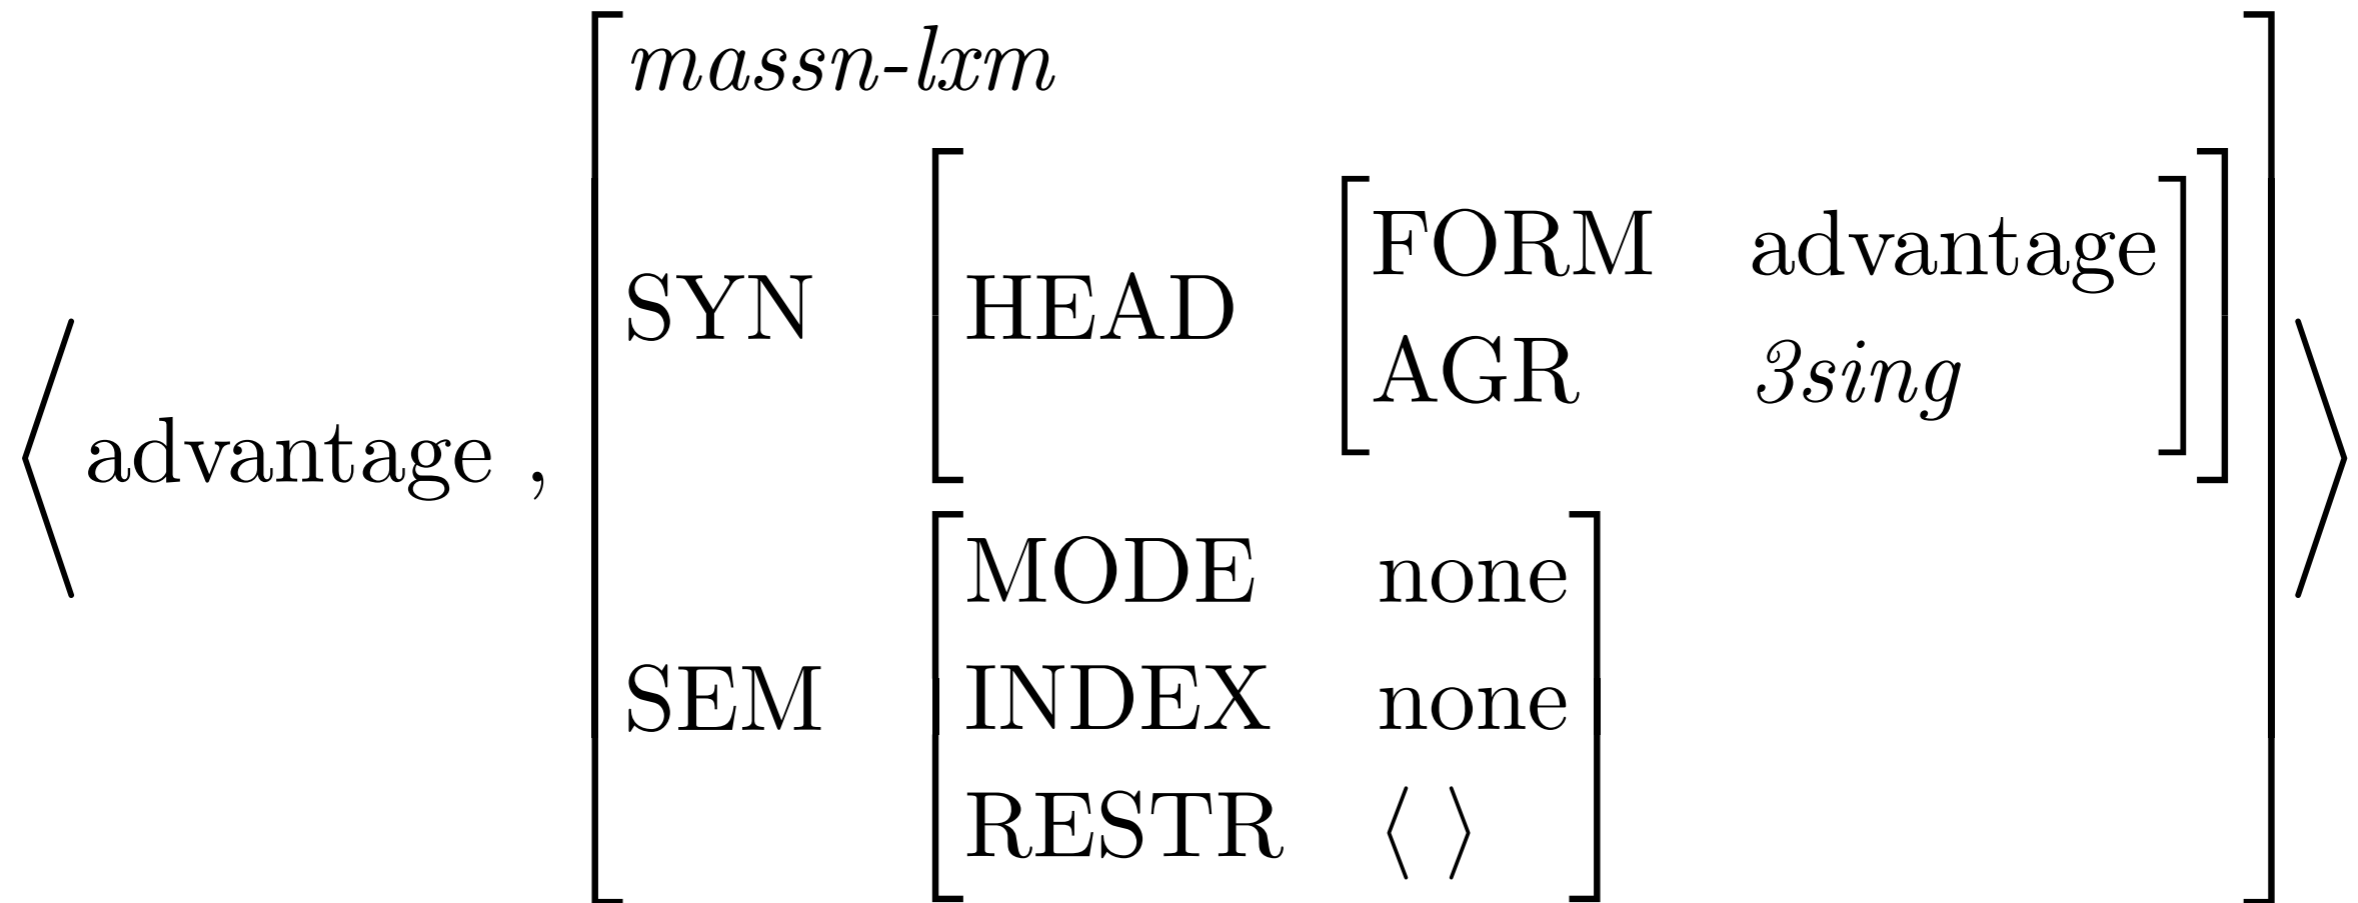 massn-lxm
FORM advantage
SYN HEAD
AGR 3sing
⟨ advantage , ⟩
MODE none
SEM INDEX none
RESTR ⟨ ⟩